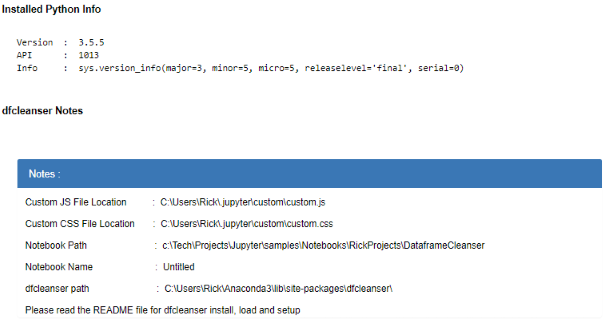 Installed Python Info
Version : 3.5.5
API : 1013
Info : sys.version_info(major=3, minor=5, micro=5, releaselevel='final', serial=0)
dfcleanser Notes
Notes :
Custom JS File Location : C:\Users\Rick\.jupyter\custom\custom.js
Custom CSS File Location : C:\Users\Rick\.jupyter\custom\custom.css
Notebook Path : c:\Tech\Projects\Jupyter\samples\Notebooks\RickProjects\DataframeCleanser
Notebook Name : Untitled
dfcleanser path : C:\Users\Rick\Anaconda3\lib\site-packages\dfcleanser\
Please read the README file for dfcleanser install, load and setup